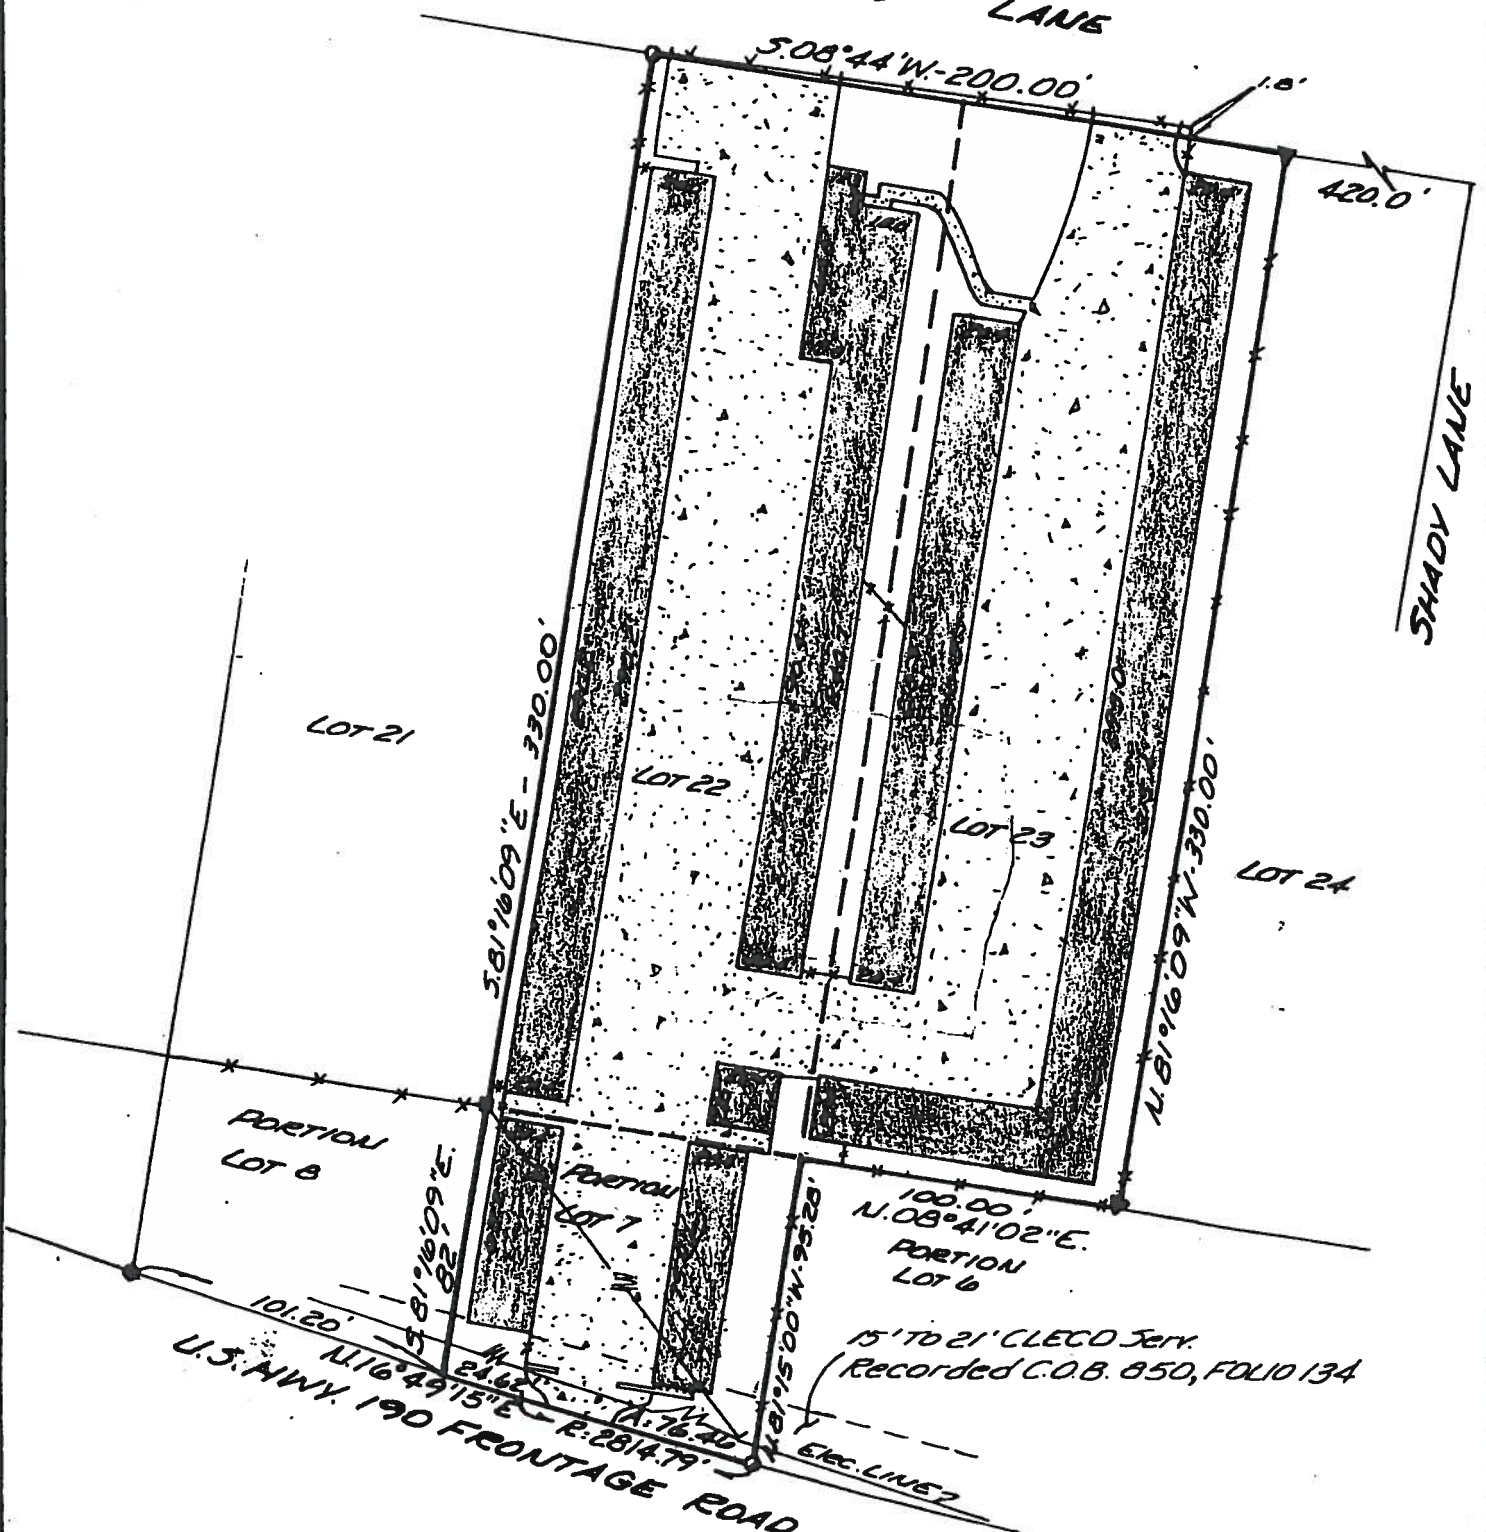 LANE
S.08°44'W.-200.00'
1.8'
420.0'
SHADY LANE
S.81°16'09"E - 330.00'
LOT 21
LOT 22
LOT 23
LOT 24
N.81°16'09"W-330.00'
PORTION
LOT 8
S.81°16'09"E.
82.1'
PORTION
LOT 7
100.00'
N.08°41'02"E.
PORTION
LOT 6
N.81°15'00"W-95.28'
15' TO 21' CLECO Serv.
Recorded C.O.B. 850, FOLIO 134
101.20'
N.16°49'15"E
24.62'
R:2814.79'
A:76.46
Elec. LINE
U.S. HWY. 190 FRONTAGE ROAD